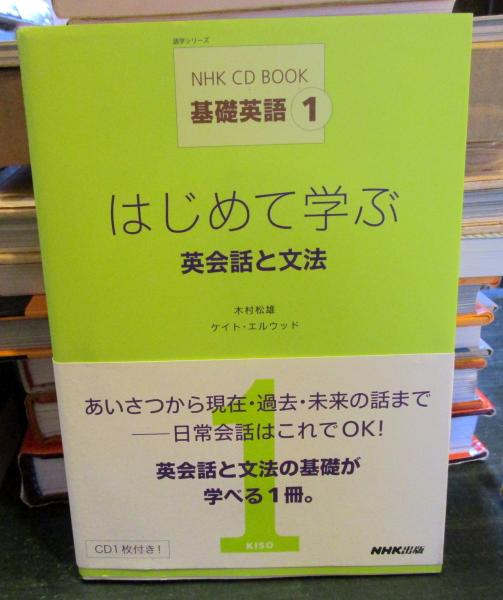 語学シリーズ
NHK CD BOOK
基礎英語 1
はじめて学ぶ
英会話と文法
木村松雄
ケイト・エルウッド
あいさつから現在・過去・未来の話まで
――日常会話はこれでOK!
英会話と文法の基礎が
学べる1冊。
1
KISO
CD1枚付き!
NHK出版